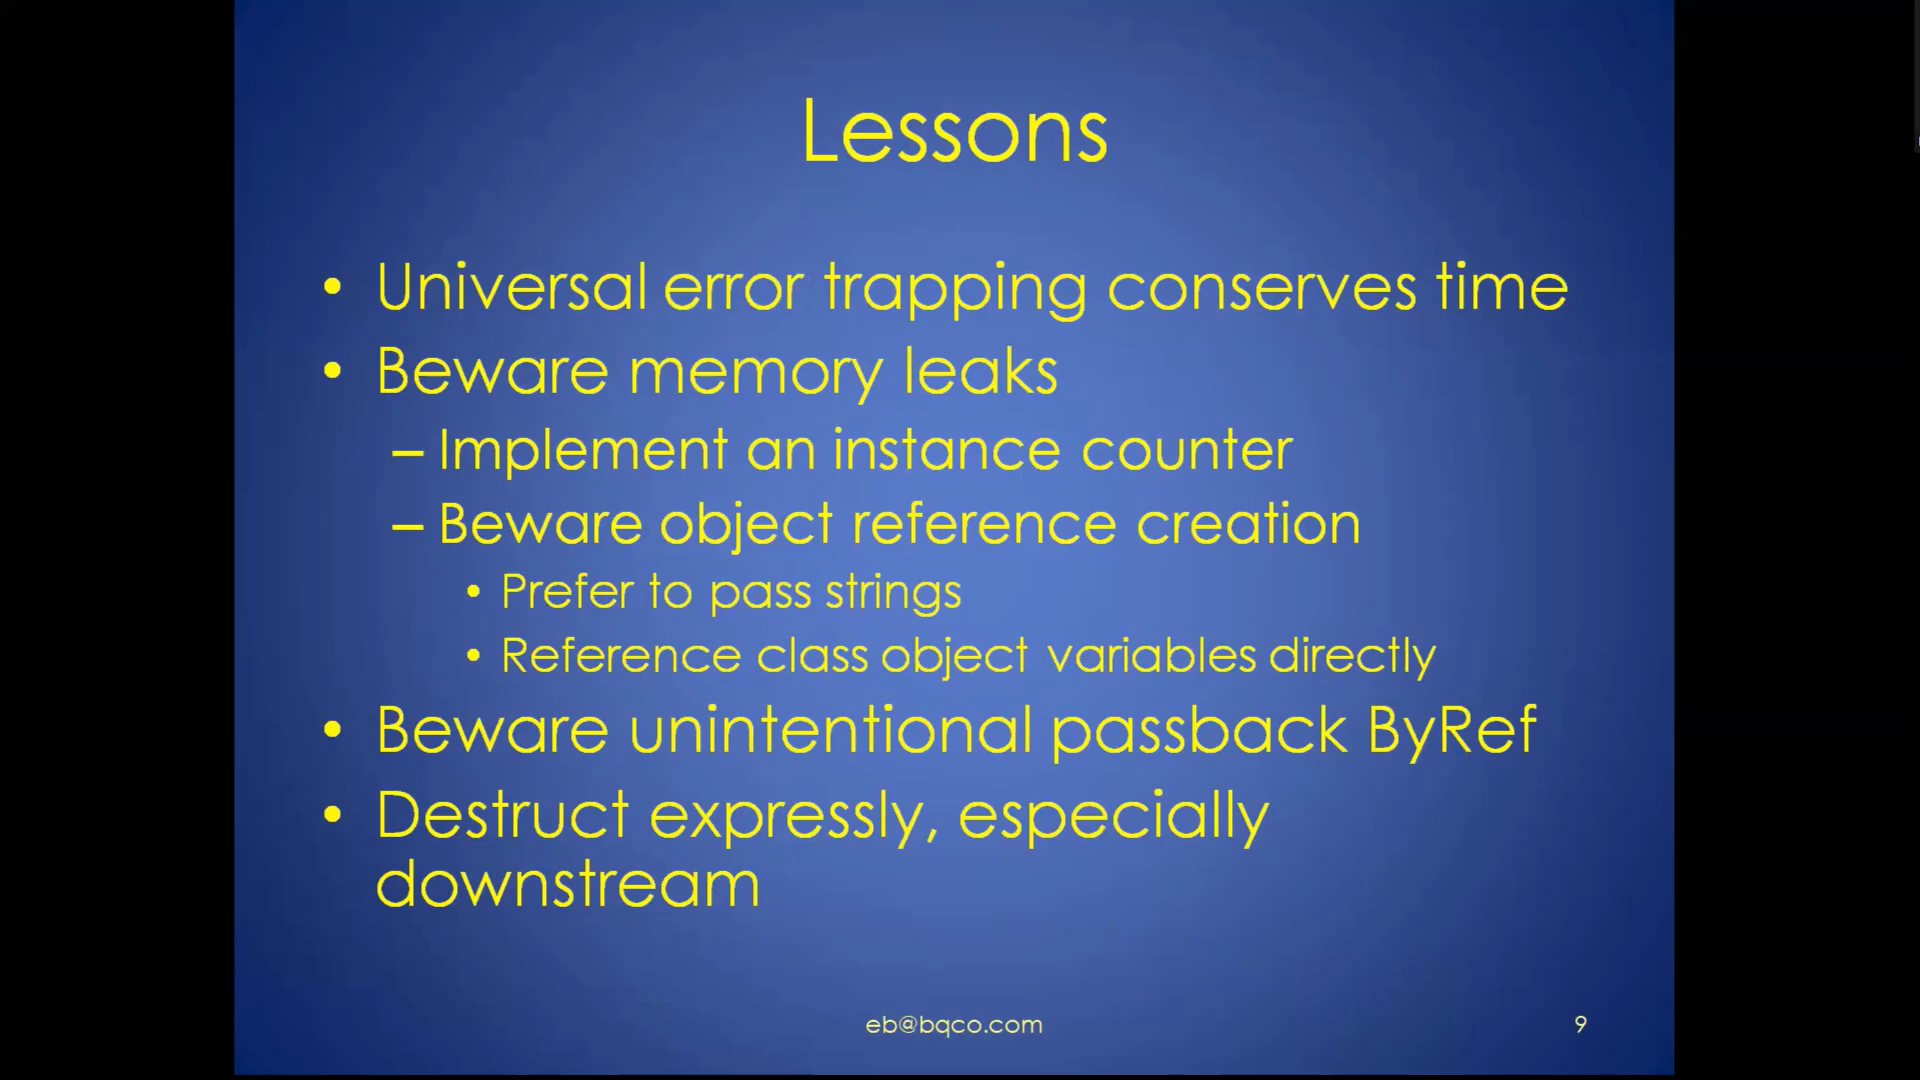 Lessons
• Universal error trapping conserves time
• Beware memory leaks
– Implement an instance counter
– Beware object reference creation
• Prefer to pass strings
• Reference class object variables directly
• Beware unintentional passback ByRef
• Destruct expressly, especially
downstream
eb@bqco.com
9